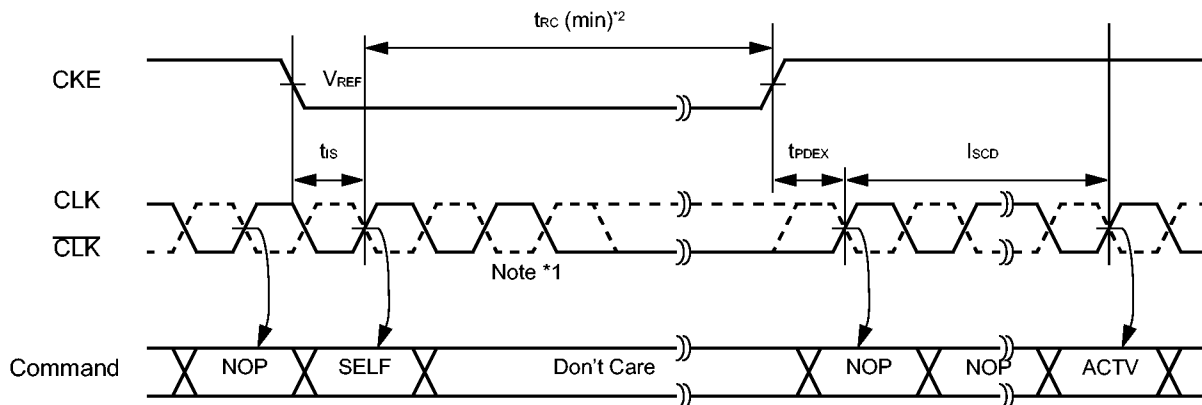 tRC (min)*2
CKE
VREF
tIS
tPDEX
lSCD
CLK
CLK
Note *1
Command
NOP
SELF
Don't Care
NOP
NOP
ACTV